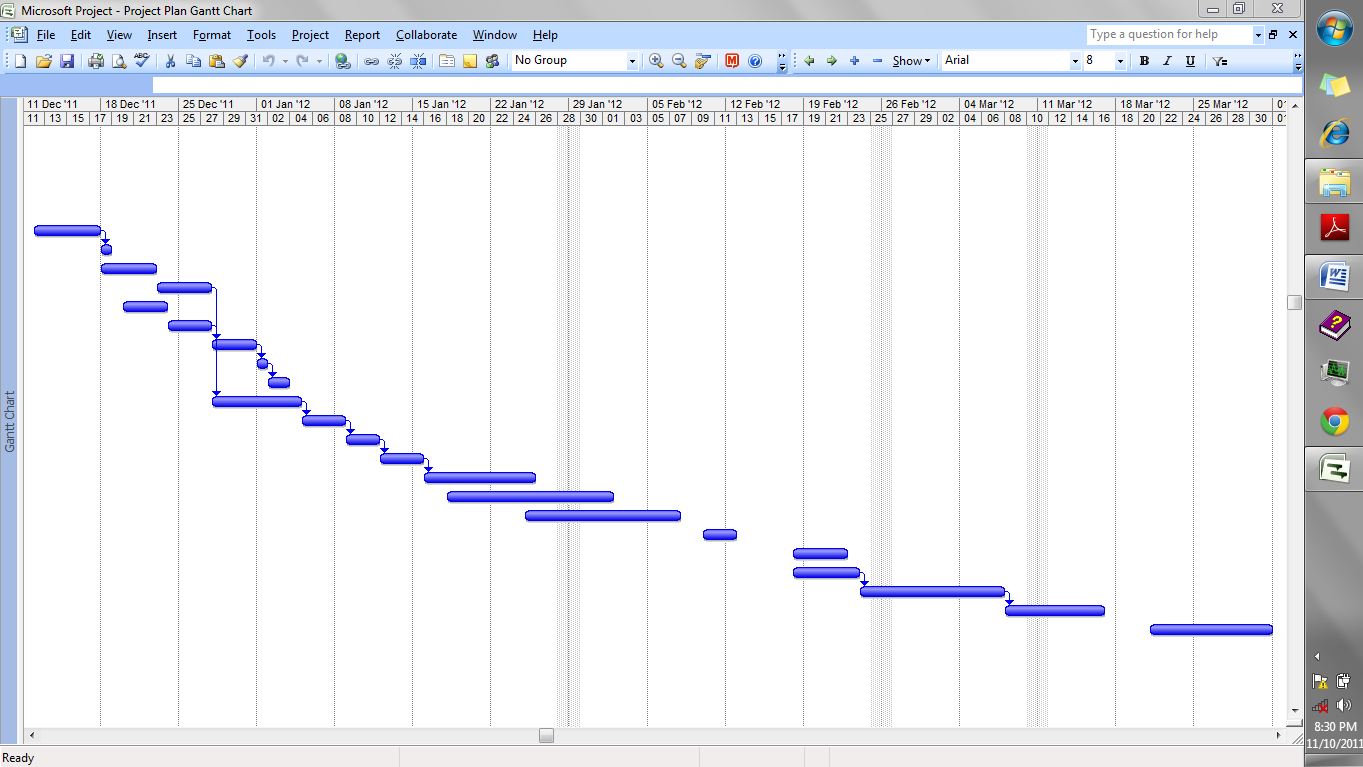 Microsoft Project - Project Plan Gantt Chart
File Edit View Insert Format Tools Project Report Collaborate Window Help
Type a question for help
No Group
Show
Arial
8
B I U
11 Dec '11 18 Dec '11 25 Dec '11 01 Jan '12 08 Jan '12 15 Jan '12 22 Jan '12 29 Jan '12 05 Feb '12 12 Feb '12 19 Feb '12 26 Feb '12 04 Mar '12 11 Mar '12 18 Mar '12 25 Mar '12 01
11 13 15 17 19 21 23 25 27 29 31 02 04 06 08 10 12 14 16 18 20 22 24 26 28 30 01 03 05 07 09 11 13 15 17 19 21 23 25 27 29 02 04 06 08 10 12 14 16 18 20 22 24 26 28 30 01
Gantt Chart
8:30 PM
11/10/2011
Ready